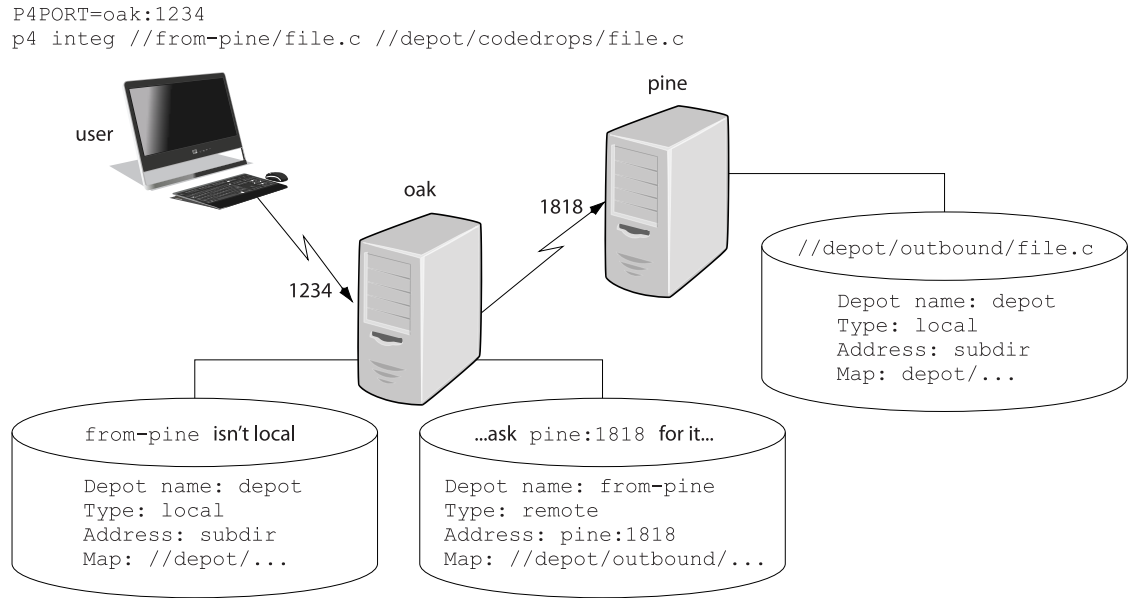 P4PORT=oak:1234
p4 integ //from-pine/file.c //depot/codedrops/file.c
pine
user
oak
1818
1234
//depot/outbound/file.c
Depot name: depot
Type: local
Address: subdir
Map: depot/...
from-pine isn't local
Depot name: depot
Type: local
Address: subdir
Map: //depot/...
...ask pine:1818 for it...
Depot name: from-pine
Type: remote
Address: pine:1818
Map: //depot/outbound/...